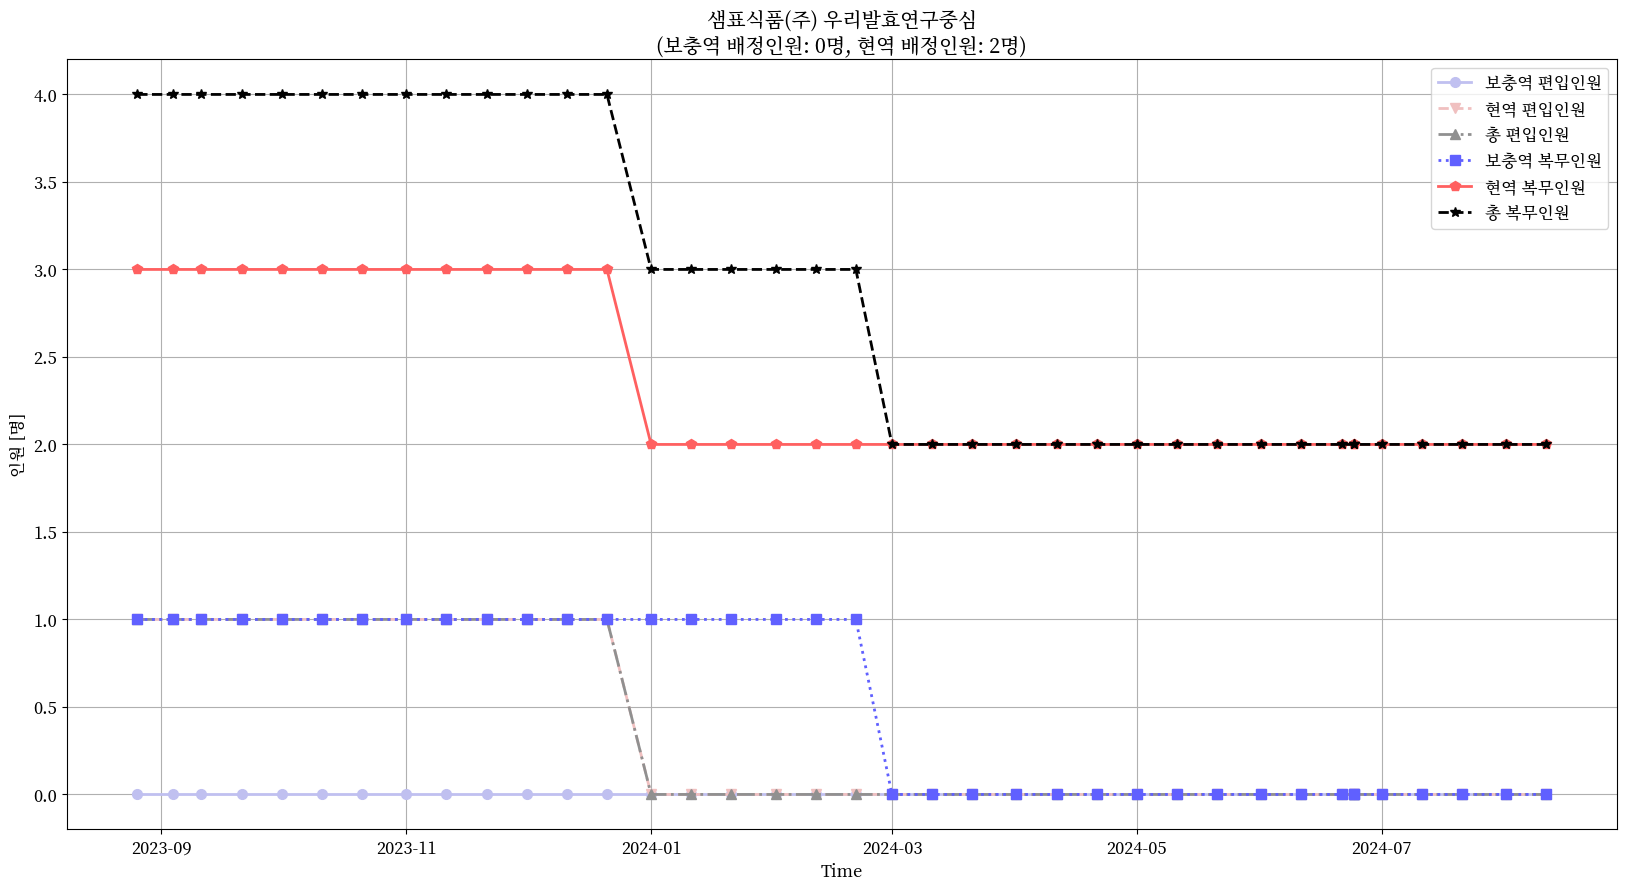 샘표식품(주) 우리발효연구중심
(보충역 배정인원: 0명, 현역 배정인원: 2명)
보충역 편입인원
현역 편입인원
총 편입인원
보충역 복무인원
현역 복무인원
총 복무인원
인원 [명]
4.0
3.5
3.0
2.5
2.0
1.5
1.0
0.5
0.0
2023-09
2023-11
2024-01
2024-03
2024-05
2024-07
Time